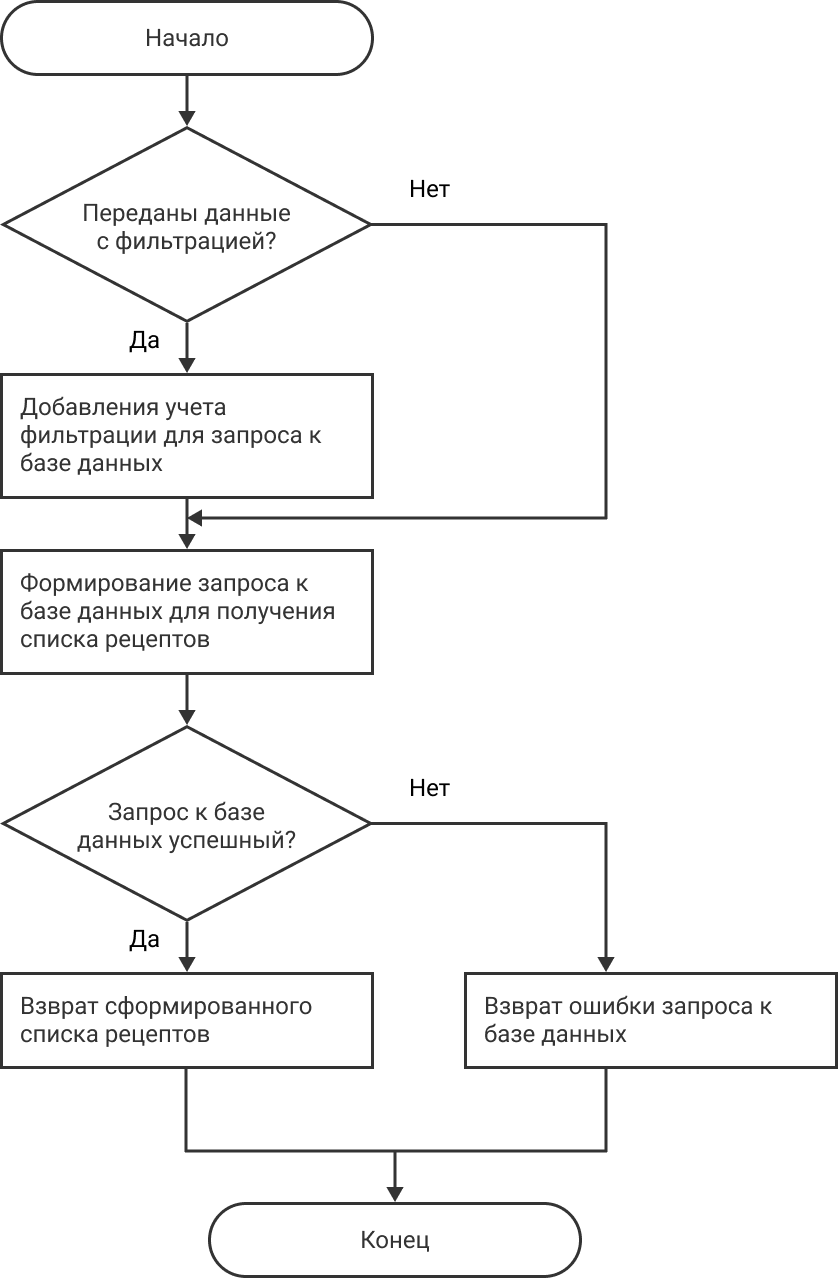 Начало
Нет
Переданы данные
с фильтрацией?
Да
Добавления учета
фильтрации для запроса к
базе данных
Формирование запроса к
базе данных для получения
списка рецептов
Нет
Запрос к базе
данных успешный?
Да
Взврат сформированного
списка рецептов
Взврат ошибки запроса к
базе данных
Конец